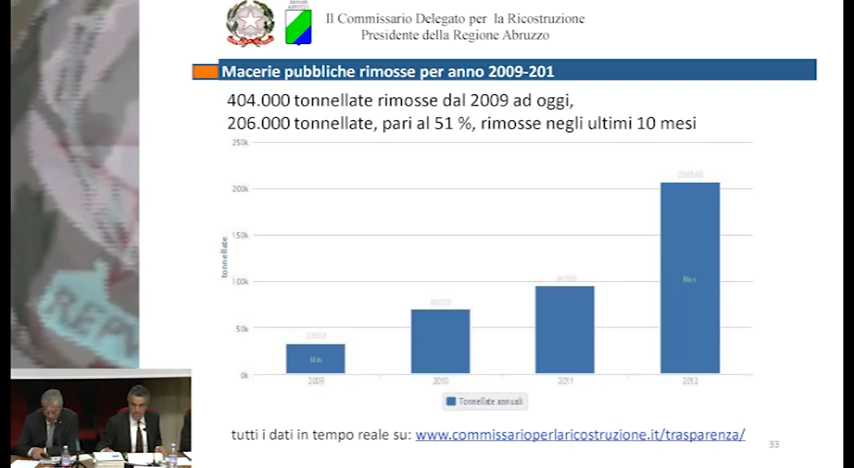 Il Commissario Delegato per la Ricostruzione
Presidente della Regione Abruzzo
Macerie pubbliche rimosse per anno 2009-201
404.000 tonnellate rimosse dal 2009 ad oggi,
206.000 tonnellate, pari al 51 %, rimosse negli ultimi 10 mesi
250k
200k
150k
100k
50k
0k
tonnellate
Max
2009
2010
2011
2012
Tonnellate annuali
tutti i dati in tempo reale su: www.commissarioperlaricostruzione.it/trasparenza/
33
REPV